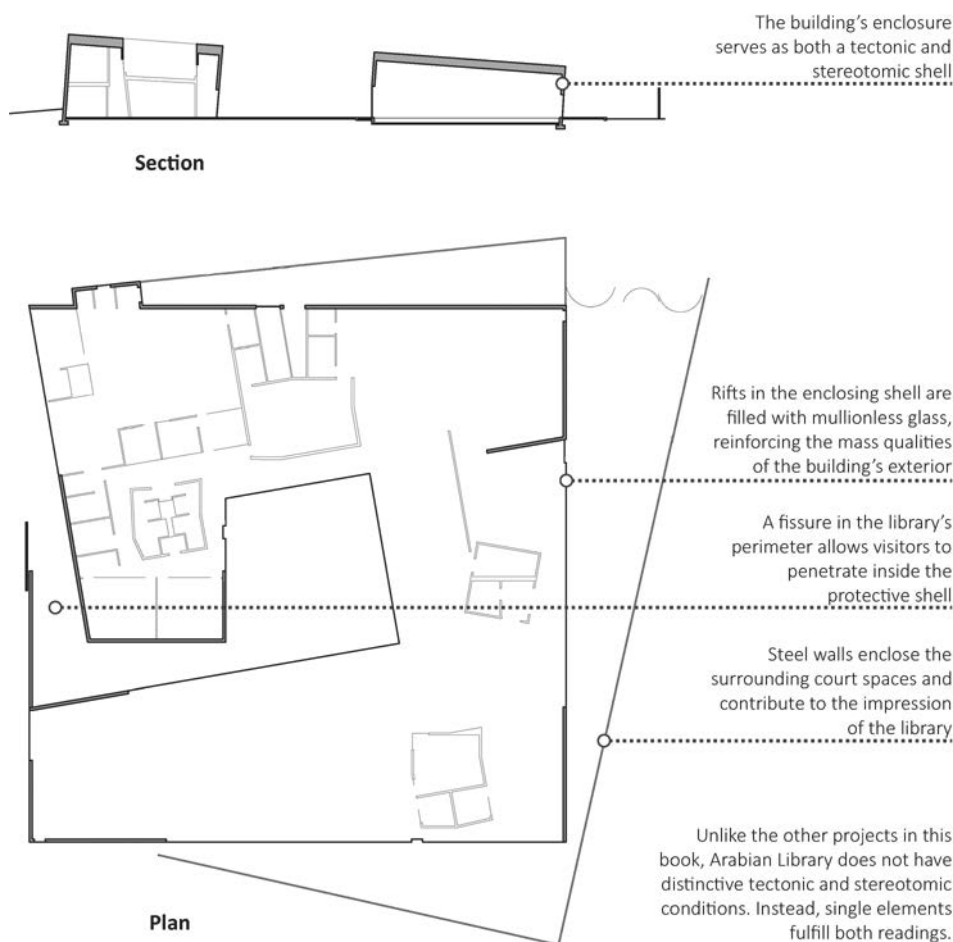 The building's enclosure
serves as both a tectonic and
stereotomic shell
Section
Rifts in the enclosing shell are
filled with mullionless glass,
reinforcing the mass qualities
of the building's exterior
A fissure in the library's
perimeter allows visitors to
penetrate inside the
protective shell
Steel walls enclose the
surrounding court spaces and
contribute to the impression
of the library
Unlike the other projects in this
book, Arabian Library does not have
distinctive tectonic and stereotomic
conditions. Instead, single elements
fulfill both readings.
Plan